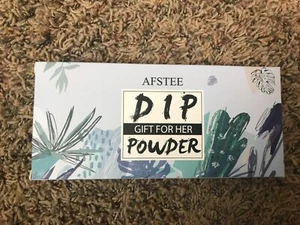 AFSTEE
DIP
GIFT FOR HER
POWDER